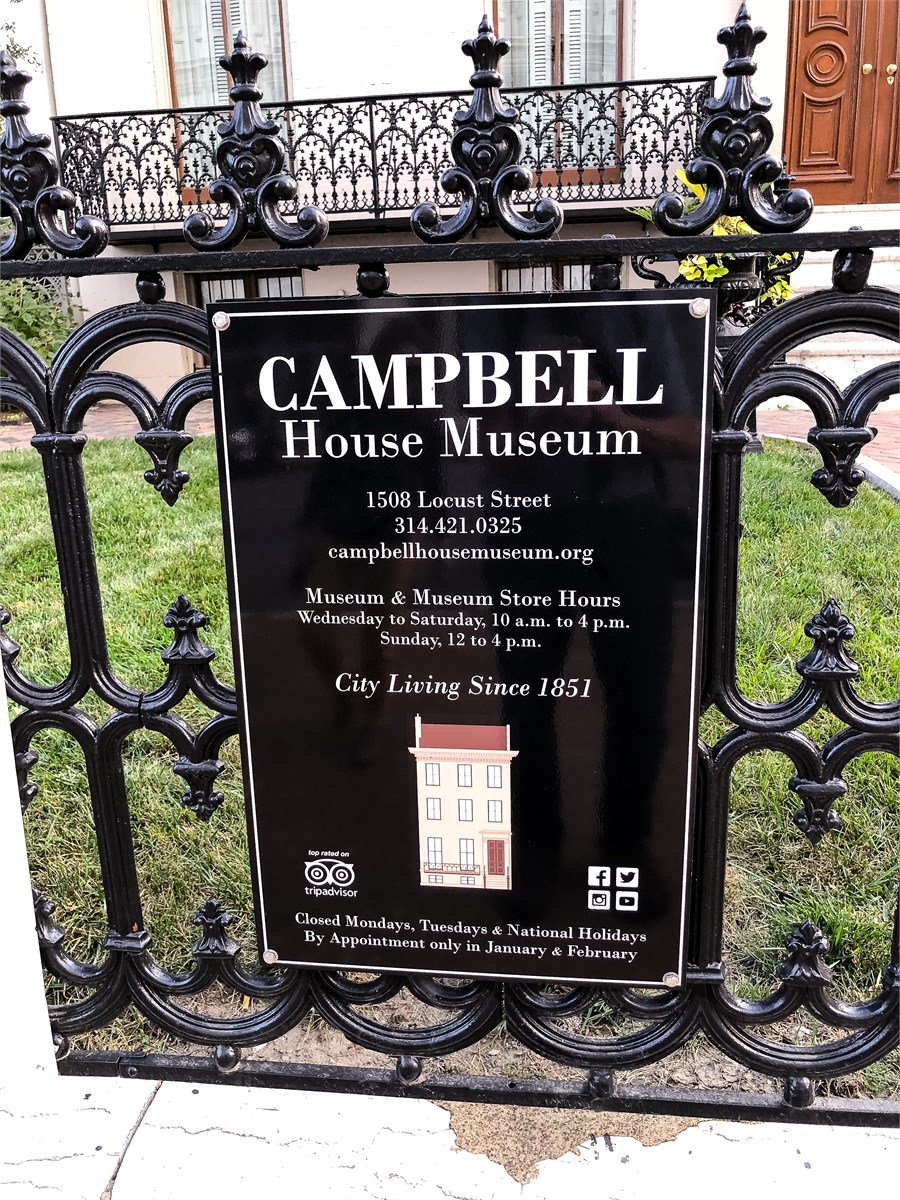 CAMPBELL
House Museum
1508 Locust Street
314.421.0325
campbellhousemuseum.org
Museum & Museum Store Hours
Wednesday to Saturday, 10 a.m. to 4 p.m.
Sunday, 12 to 4 p.m.
City Living Since 1851
top rated on
tripadvisor
Closed Mondays, Tuesdays & National Holidays
By Appointment only in January & February